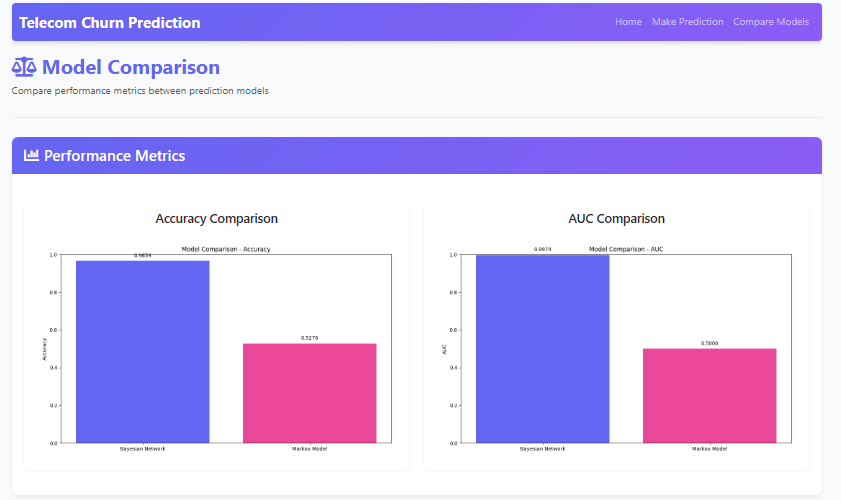 Telecom Churn Prediction
Home Make Prediction Compare Models
Model Comparison
Compare performance metrics between prediction models
Performance Metrics
Accuracy Comparison
Model Comparison - Accuracy
0.9654
0.5278
1.0
0.8
0.6
0.4
0.2
0.0
Accuracy
Bayesian Network Markov Model
AUC Comparison
Model Comparison - AUC
0.9974
0.5000
1.0
0.8
0.6
0.4
0.2
0.0
AUC
Bayesian Network Markov Model